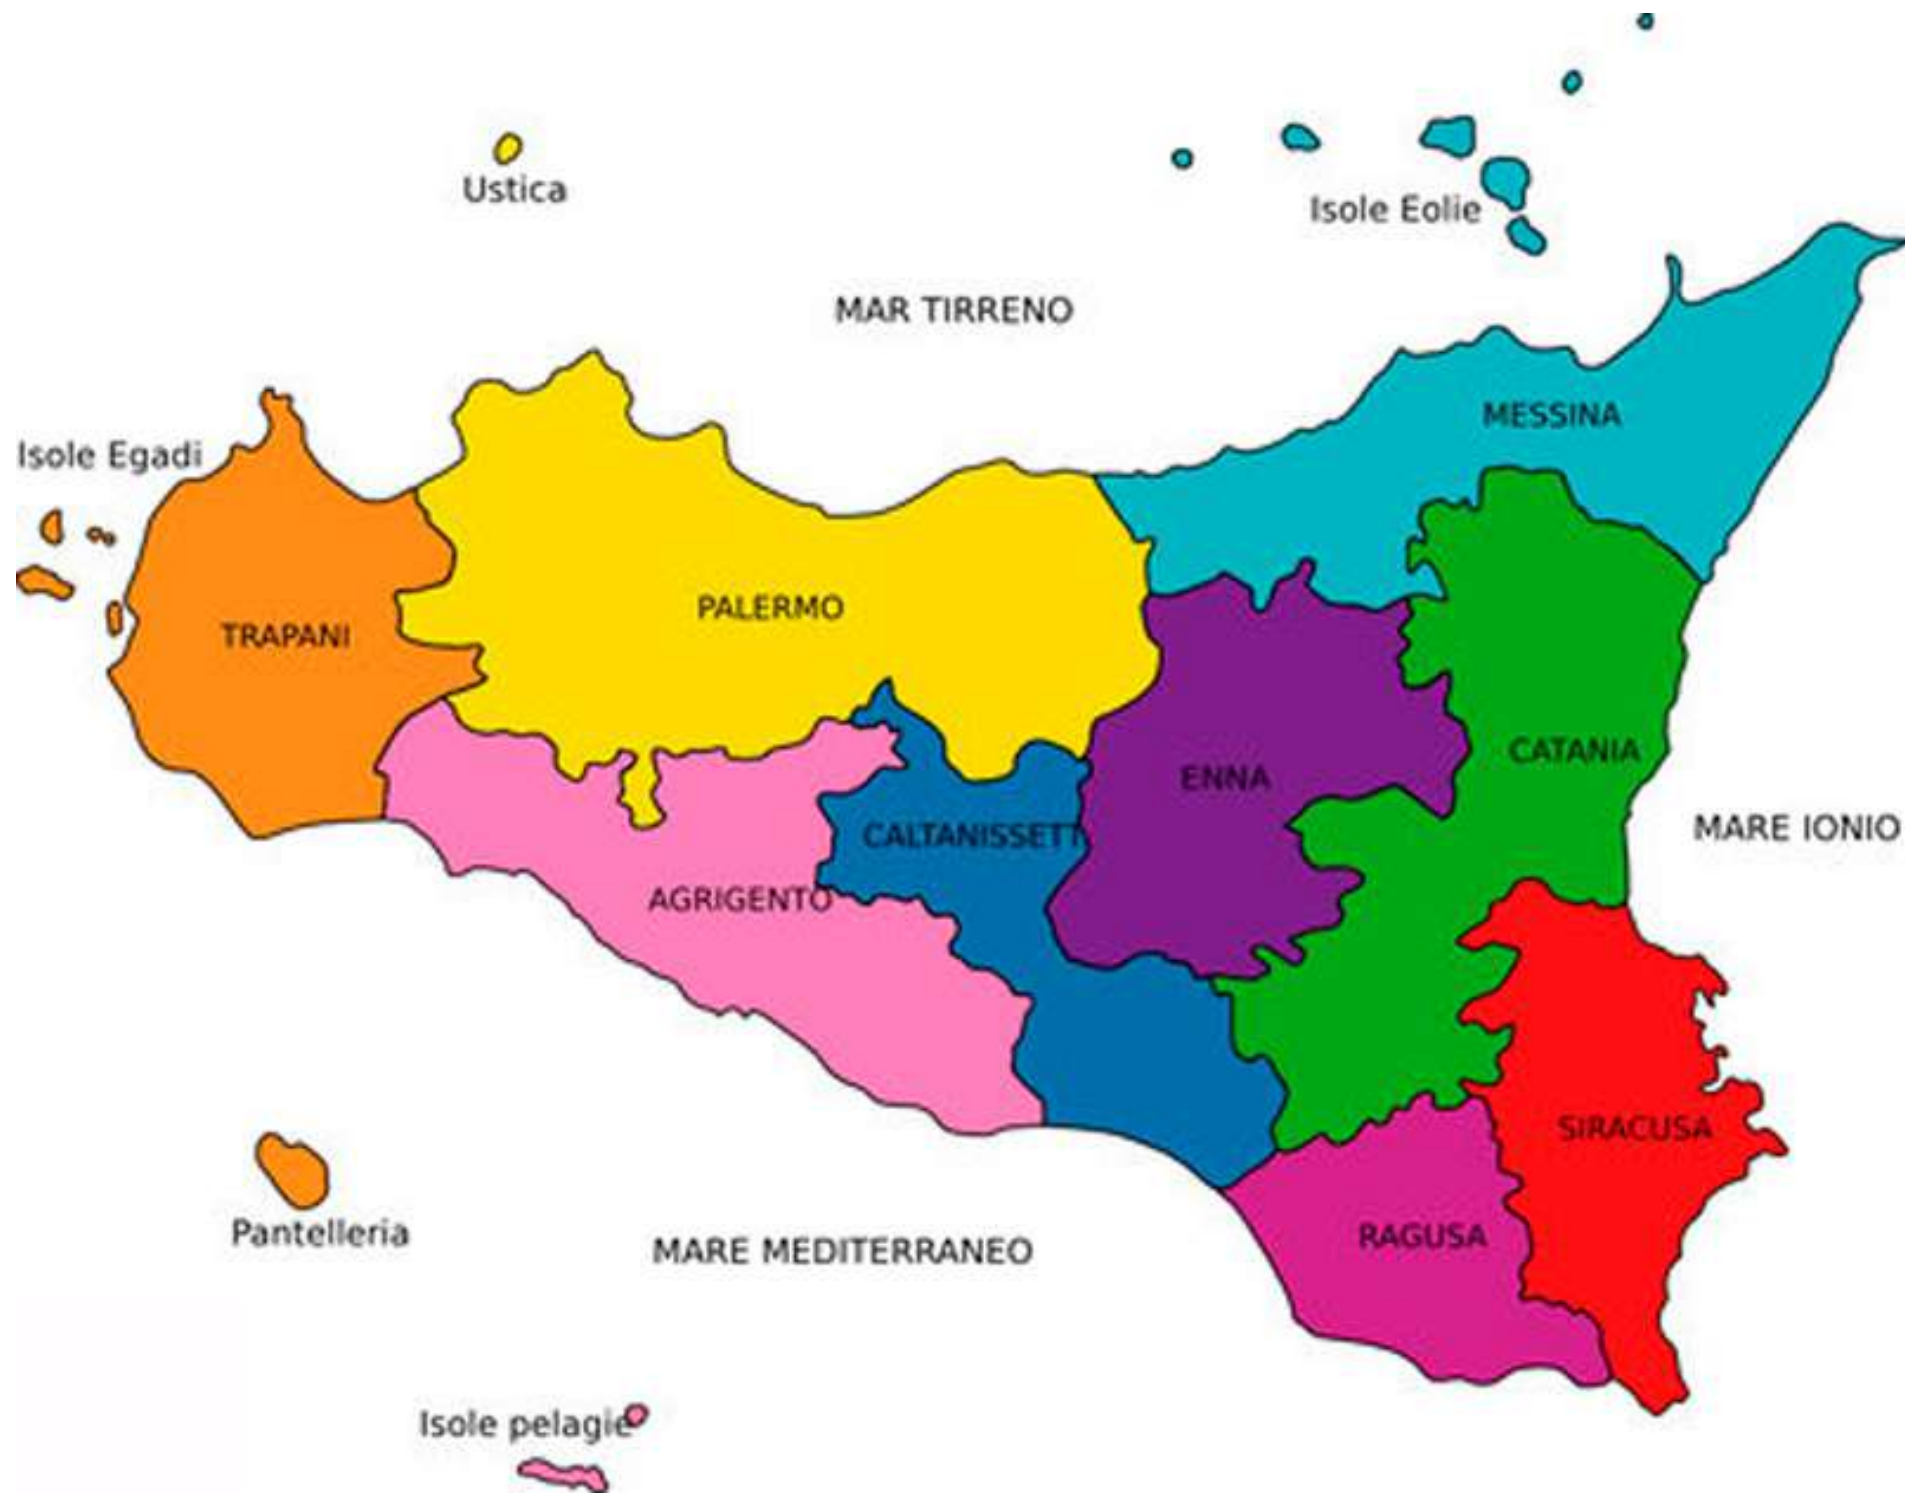 Ustica
Isole Eolie
MAR TIRRENO
MESSINA
Isole Egadi
PALERMO
TRAPANI
CATANIA
ENNA
MARE IONIO
CALTANISSETT
AGRIGENTO
SIRACUSA
Pantelleria
RAGUSA
MARE MEDITERRANEO
Isole pelagie